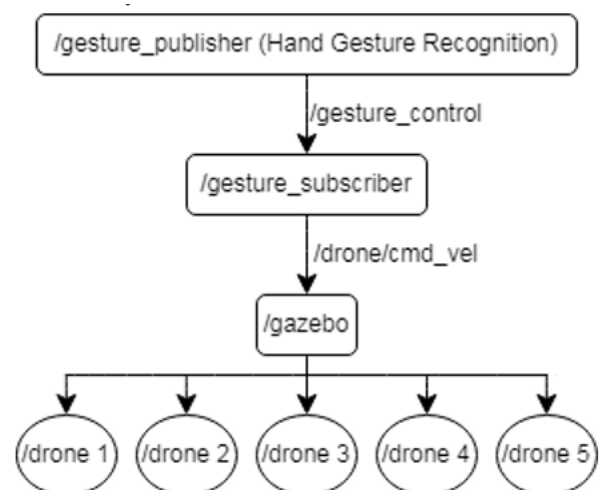 /gesture_publisher (Hand Gesture Recognition)
/gesture_control
/gesture_subscriber
/drone/cmd_vel
/gazebo
/drone 1
/drone 2
/drone 3
/drone 4
/drone 5